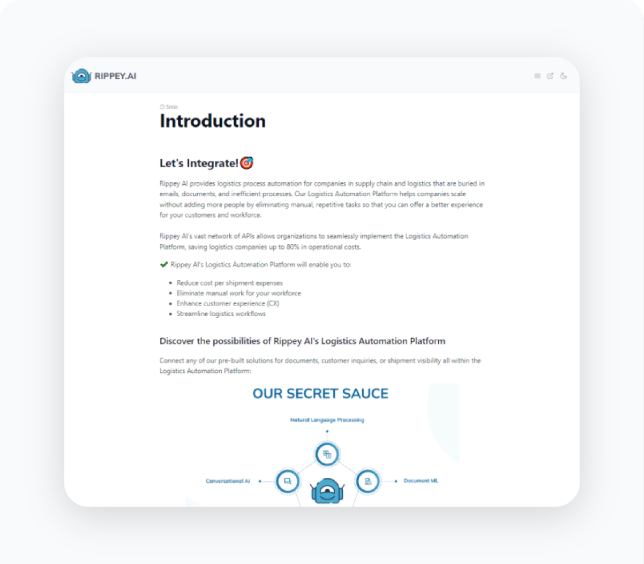 RIPPEY.AI
5min
Introduction
Let's Integrate!
Rippey AI provides logistics process automation for companies in supply chain and logistics that are buried in
emails, documents, and inefficient processes. Our Logistics Automation Platform helps companies scale
without adding more people by eliminating manual, repetitive tasks so that you can offer a better experience
for your customers and workforce.
Rippey AI's vast network of APIs allows organizations to seamlessly implement the Logistics Automation
Platform, saving logistics companies up to 80% in operational costs.
Rippey AI's Logistics Automation Platform will enable you to:
Reduce cost per shipment expenses
Eliminate manual work for your workforce
Enhance customer experience (CX)
Streamline logistics workflows
Discover the possibilities of Rippey AI's Logistics Automation Platform
Connect any of our pre-built solutions for documents, customer inquiries, or shipment visibility all within the
Logistics Automation Platform:
OUR SECRET SAUCE
Natural Language Processing
Conversational AI
Document ML